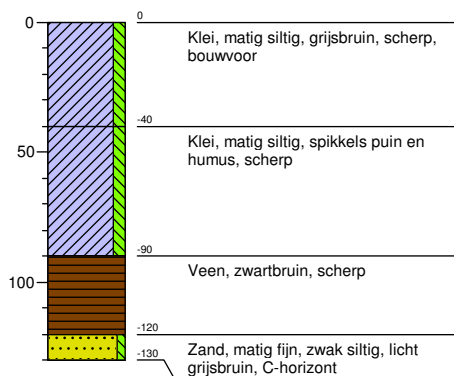 0
0
Klei, matig siltig, grijsbruin, scherp,
bouwvoor
-40
50
Klei, matig siltig, spikkels puin en
humus, scherp
-90
100
Veen, zwartbruin, scherp
-120
Zand, matig fijn, zwak siltig, licht
grijsbruin, C-horizont
-130